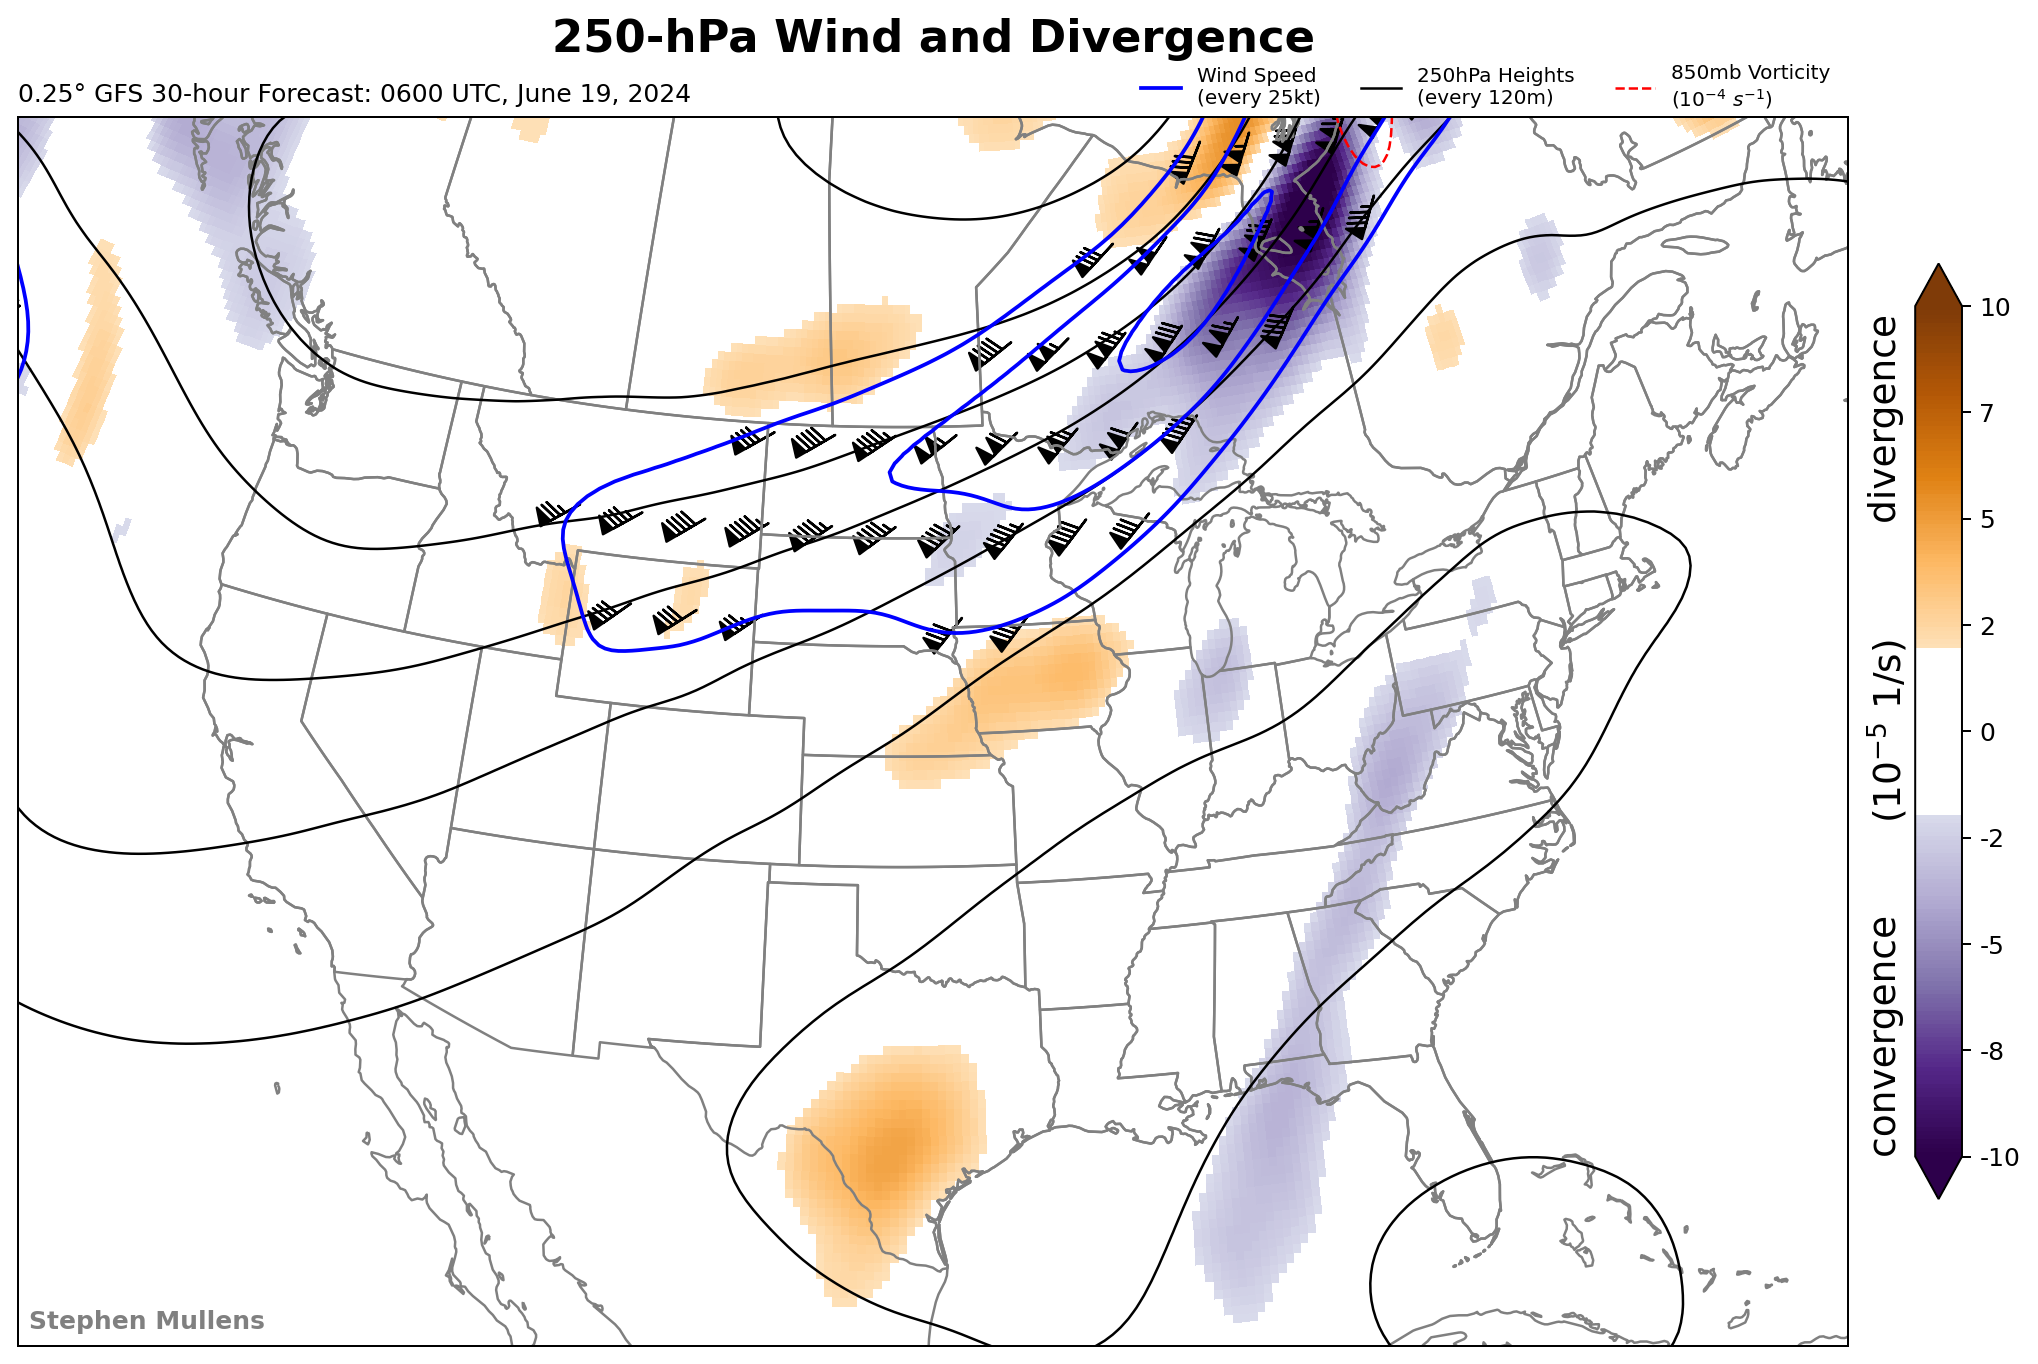 250-hPa Wind and Divergence
0.25° GFS 30-hour Forecast: 0600 UTC, June 19, 2024
Wind Speed
(every 25kt)
250hPa Heights
(every 120m)
850mb Vorticity
(10⁻⁴ s⁻¹)
10
7
5
2
0
-2
-5
-8
-10
convergence (10⁻⁵ 1/s) divergence
Stephen Mullens